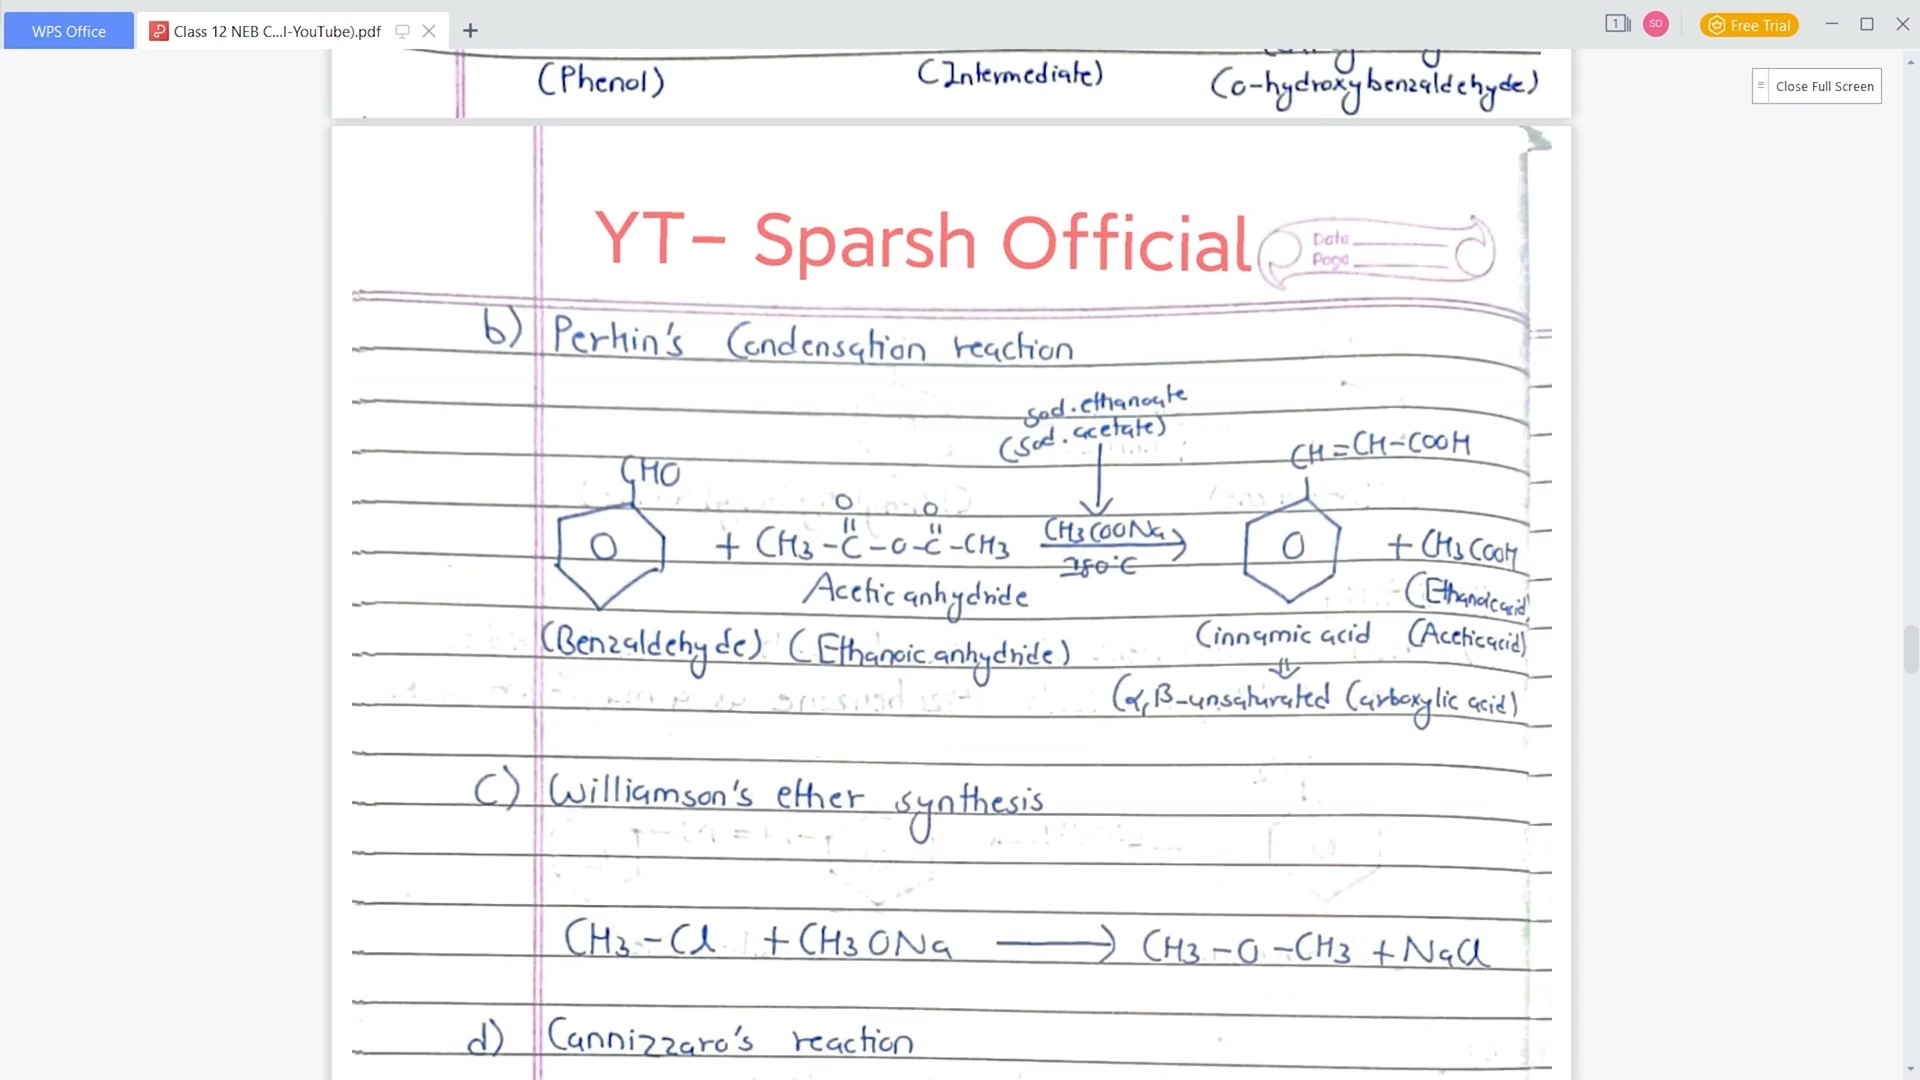 WPS Office
Class 12 NEB C...I-YouTube).pdf
1
SD
Free Trial
Close Full Screen
(Phenol) (Intermediate) (o-hydroxybenzaldehyde)
YT- Sparsh Official
Date
Page
b) Perkin's Condensation reaction
sod. ethanoate
(sod. acetate)
CH=CH-COOH
CHO
O O
+ CH3-C-O-C-CH3 CH3COONa + CH3COOH
180°C
Acetic anhydride (Ethanoic acid
(Benzaldehyde) (Ethanoic anhydride) Cinnamic acid (Acetic acid)
(α,β-unsaturated Carboxylic acid)
C) Williamson's ether synthesis
CH3-Cl + CH3ONa ⟶ CH3-O-CH3 + NaCl
d) Cannizzaro's reaction